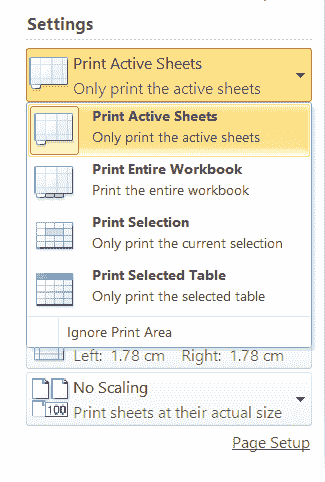 Settings
Print Active Sheets
Only print the active sheets
Print Active Sheets
Only print the active sheets
Print Entire Workbook
Print the entire workbook
Print Selection
Only print the current selection
Print Selected Table
Only print the selected table
Ignore Print Area
Left: 1.78 cm Right: 1.78 cm
No Scaling
100
Print sheets at their actual size
Page Setup